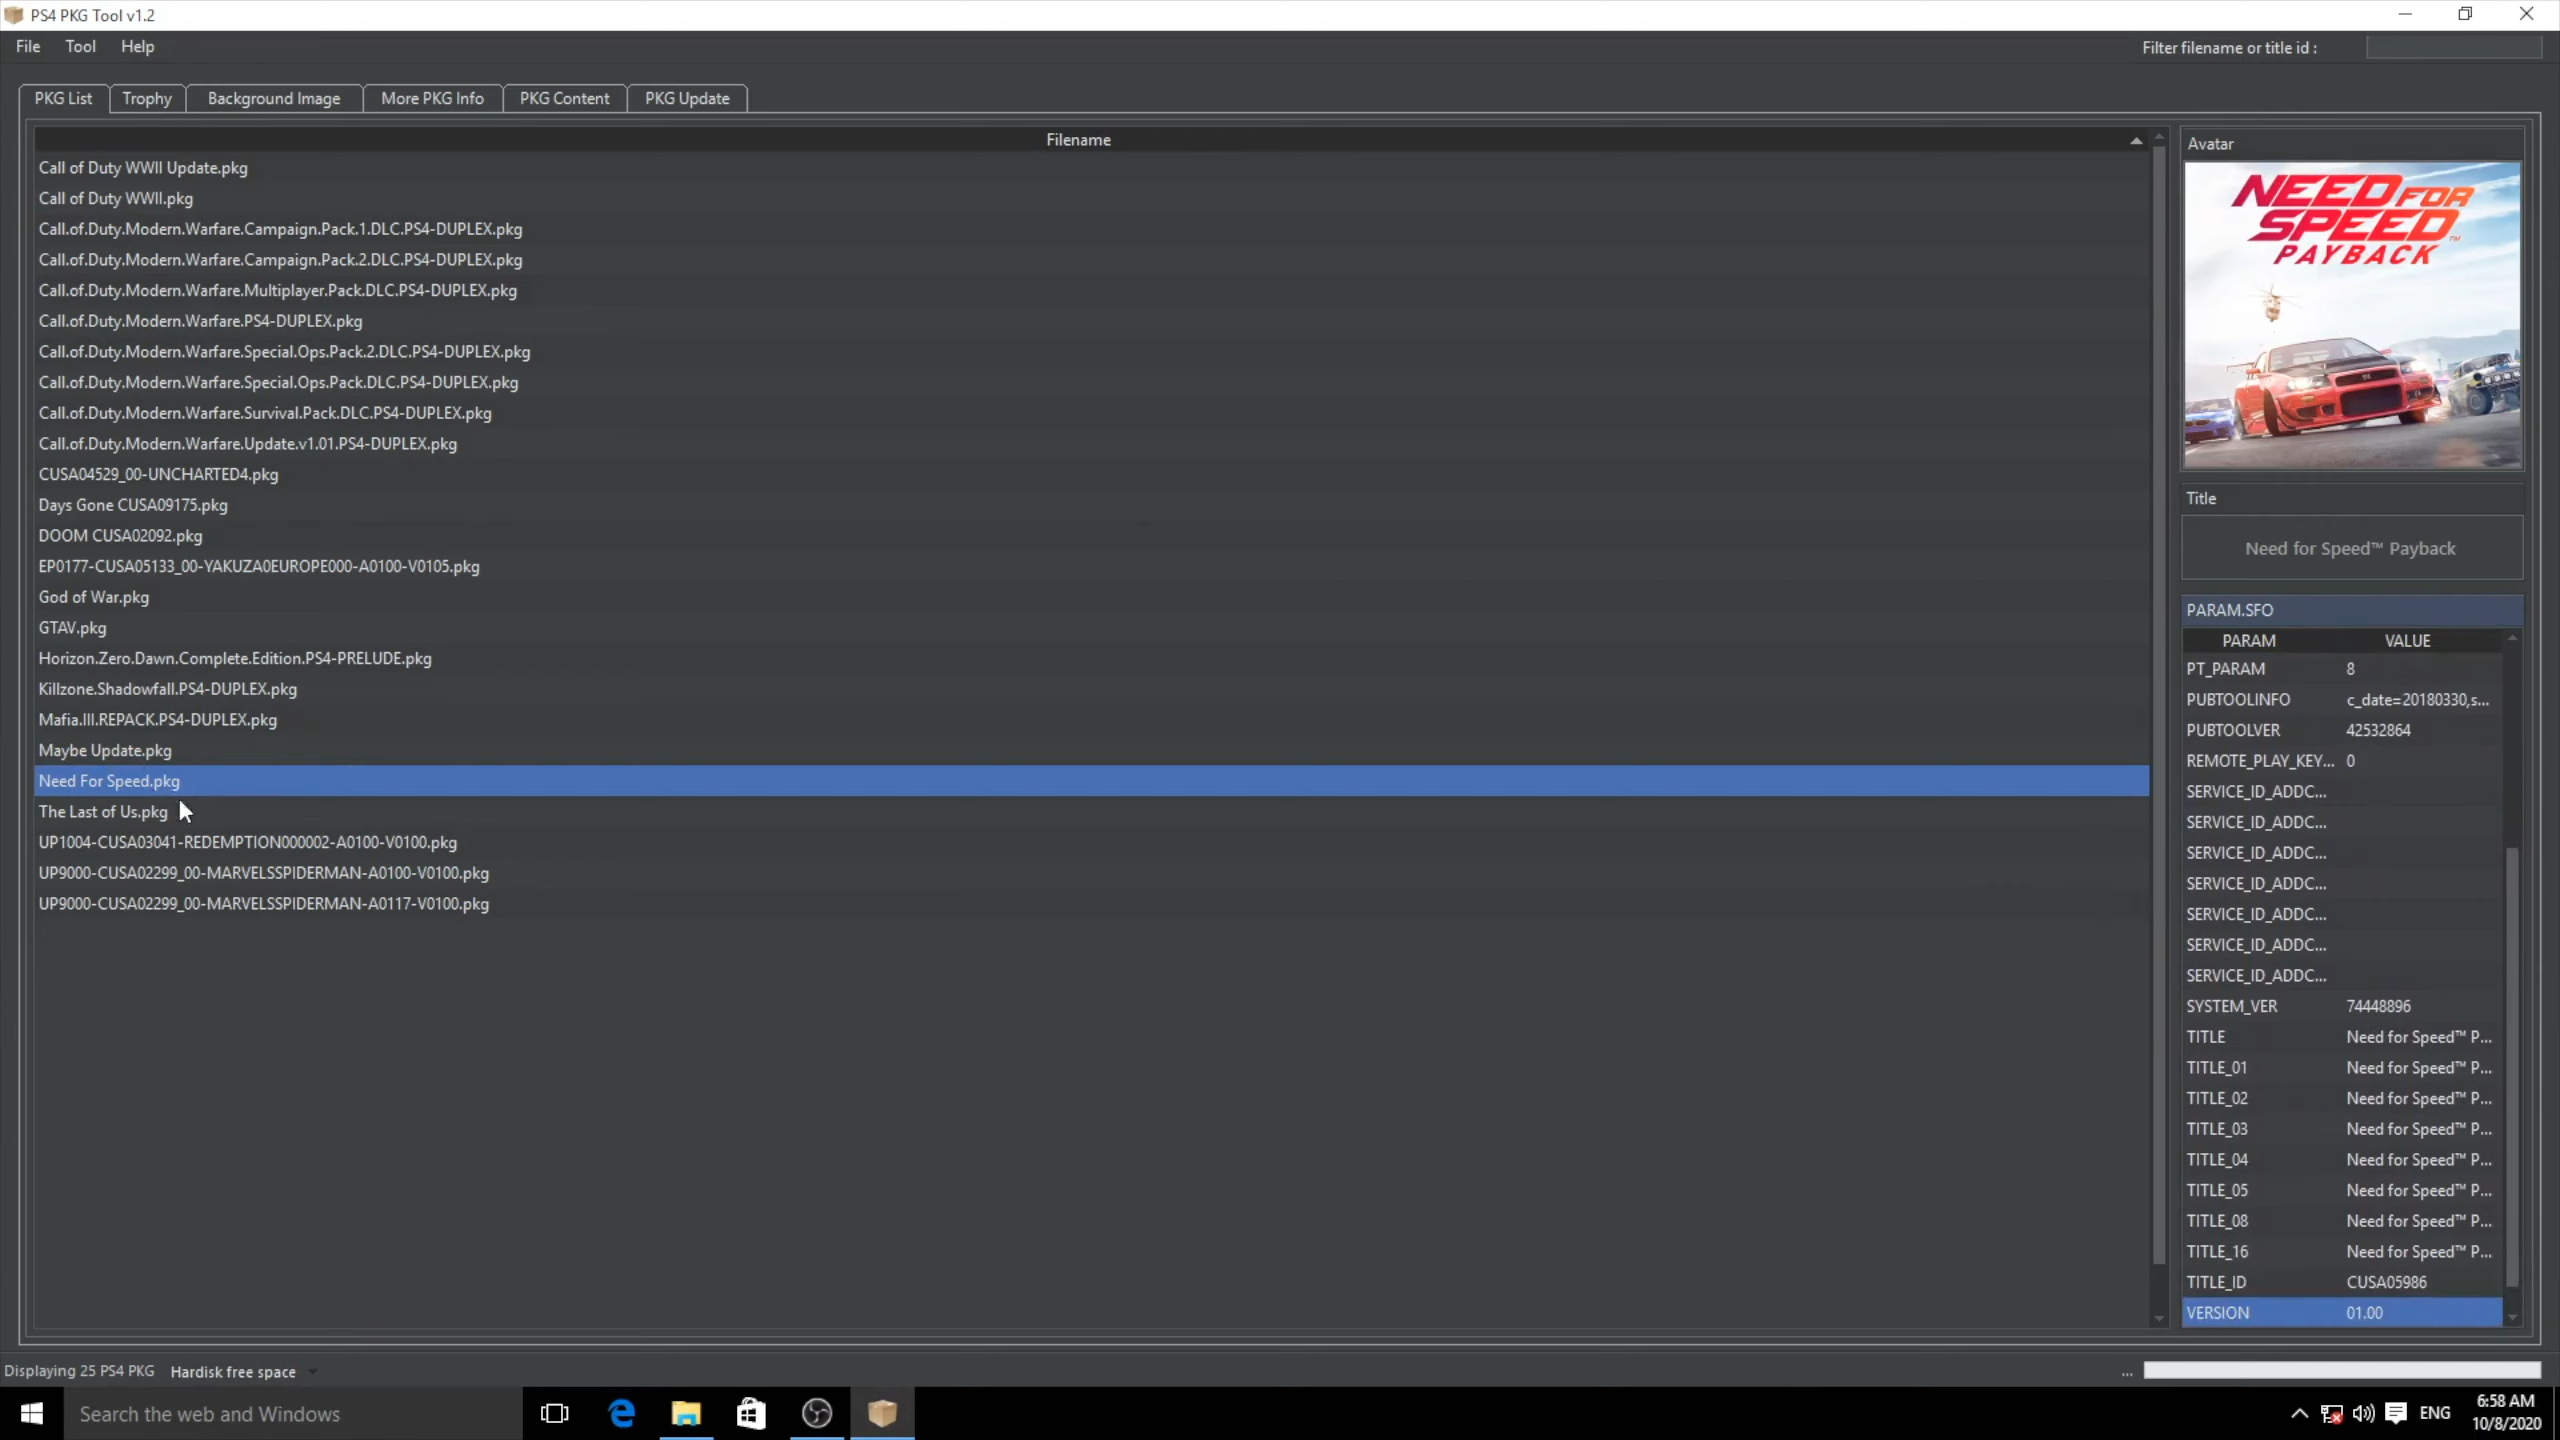 PS4 PKG Tool v1.2
File Tool Help
Filter filename or title id :
PKG List Trophy Background Image More PKG Info PKG Content PKG Update
Filename
Call of Duty WWII Update.pkg
Call of Duty WWII.pkg
Call.of.Duty.Modern.Warfare.Campaign.Pack.1.DLC.PS4-DUPLEX.pkg
Call.of.Duty.Modern.Warfare.Campaign.Pack.2.DLC.PS4-DUPLEX.pkg
Call.of.Duty.Modern.Warfare.Multiplayer.Pack.DLC.PS4-DUPLEX.pkg
Call.of.Duty.Modern.Warfare.PS4-DUPLEX.pkg
Call.of.Duty.Modern.Warfare.Special.Ops.Pack.2.DLC.PS4-DUPLEX.pkg
Call.of.Duty.Modern.Warfare.Special.Ops.Pack.DLC.PS4-DUPLEX.pkg
Call.of.Duty.Modern.Warfare.Survival.Pack.DLC.PS4-DUPLEX.pkg
Call.of.Duty.Modern.Warfare.Update.v1.01.PS4-DUPLEX.pkg
CUSA04529_00-UNCHARTED4.pkg
Days Gone CUSA09175.pkg
DOOM CUSA02092.pkg
EP0177-CUSA05133_00-YAKUZA0EUROPE000-A0100-V0105.pkg
God of War.pkg
GTAV.pkg
Horizon.Zero.Dawn.Complete.Edition.PS4-PRELUDE.pkg
Killzone.Shadowfall.PS4-DUPLEX.pkg
Mafia.III.REPACK.PS4-DUPLEX.pkg
Maybe Update.pkg
Need For Speed.pkg
The Last of Us.pkg
UP1004-CUSA03041-REDEMPTION000002-A0100-V0100.pkg
UP9000-CUSA02299_00-MARVELSSPIDERMAN-A0100-V0100.pkg
UP9000-CUSA02299_00-MARVELSSPIDERMAN-A0117-V0100.pkg
Avatar
NEED FOR
SPEED™
PAYBACK
Title
Need for Speed™ Payback
PARAM.SFO
PARAM VALUE
PT_PARAM 8
PUBTOOLINFO c_date=20180330,s...
PUBTOOLVER 42532864
REMOTE_PLAY_KEY... 0
SERVICE_ID_ADDC...
SERVICE_ID_ADDC...
SERVICE_ID_ADDC...
SERVICE_ID_ADDC...
SERVICE_ID_ADDC...
SERVICE_ID_ADDC...
SERVICE_ID_ADDC...
SYSTEM_VER 74448896
TITLE Need for Speed™ P...
TITLE_01 Need for Speed™ P...
TITLE_02 Need for Speed™ P...
TITLE_03 Need for Speed™ P...
TITLE_04 Need for Speed™ P...
TITLE_05 Need for Speed™ P...
TITLE_08 Need for Speed™ P...
TITLE_16 Need for Speed™ P...
TITLE_ID CUSA05986
VERSION 01.00
Displaying 25 PS4 PKG Hardisk free space ...
Search the web and Windows
ENG
6:58 AM
10/8/2020